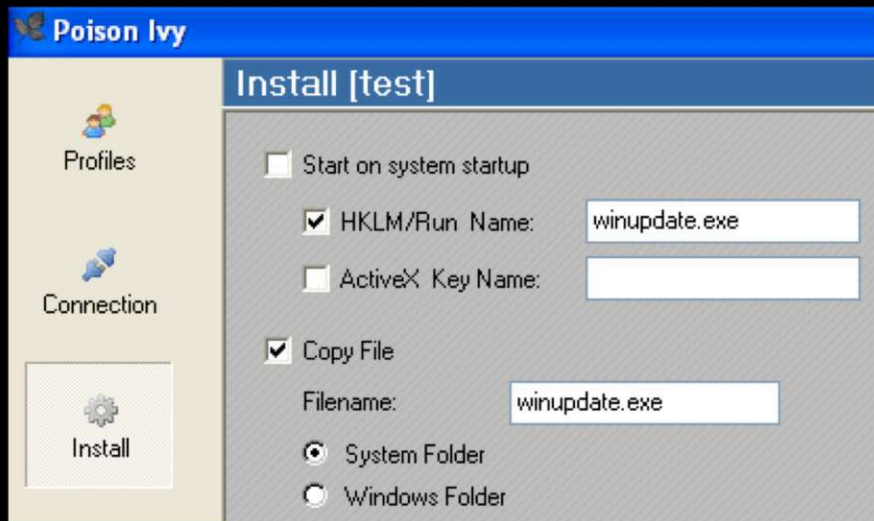 Poison Ivy
Install [test]
Profiles
Start on system startup
HKLM/Run Name: winupdate.exe
ActiveX Key Name:
Connection
Copy File
Filename: winupdate.exe
Install
System Folder
Windows Folder